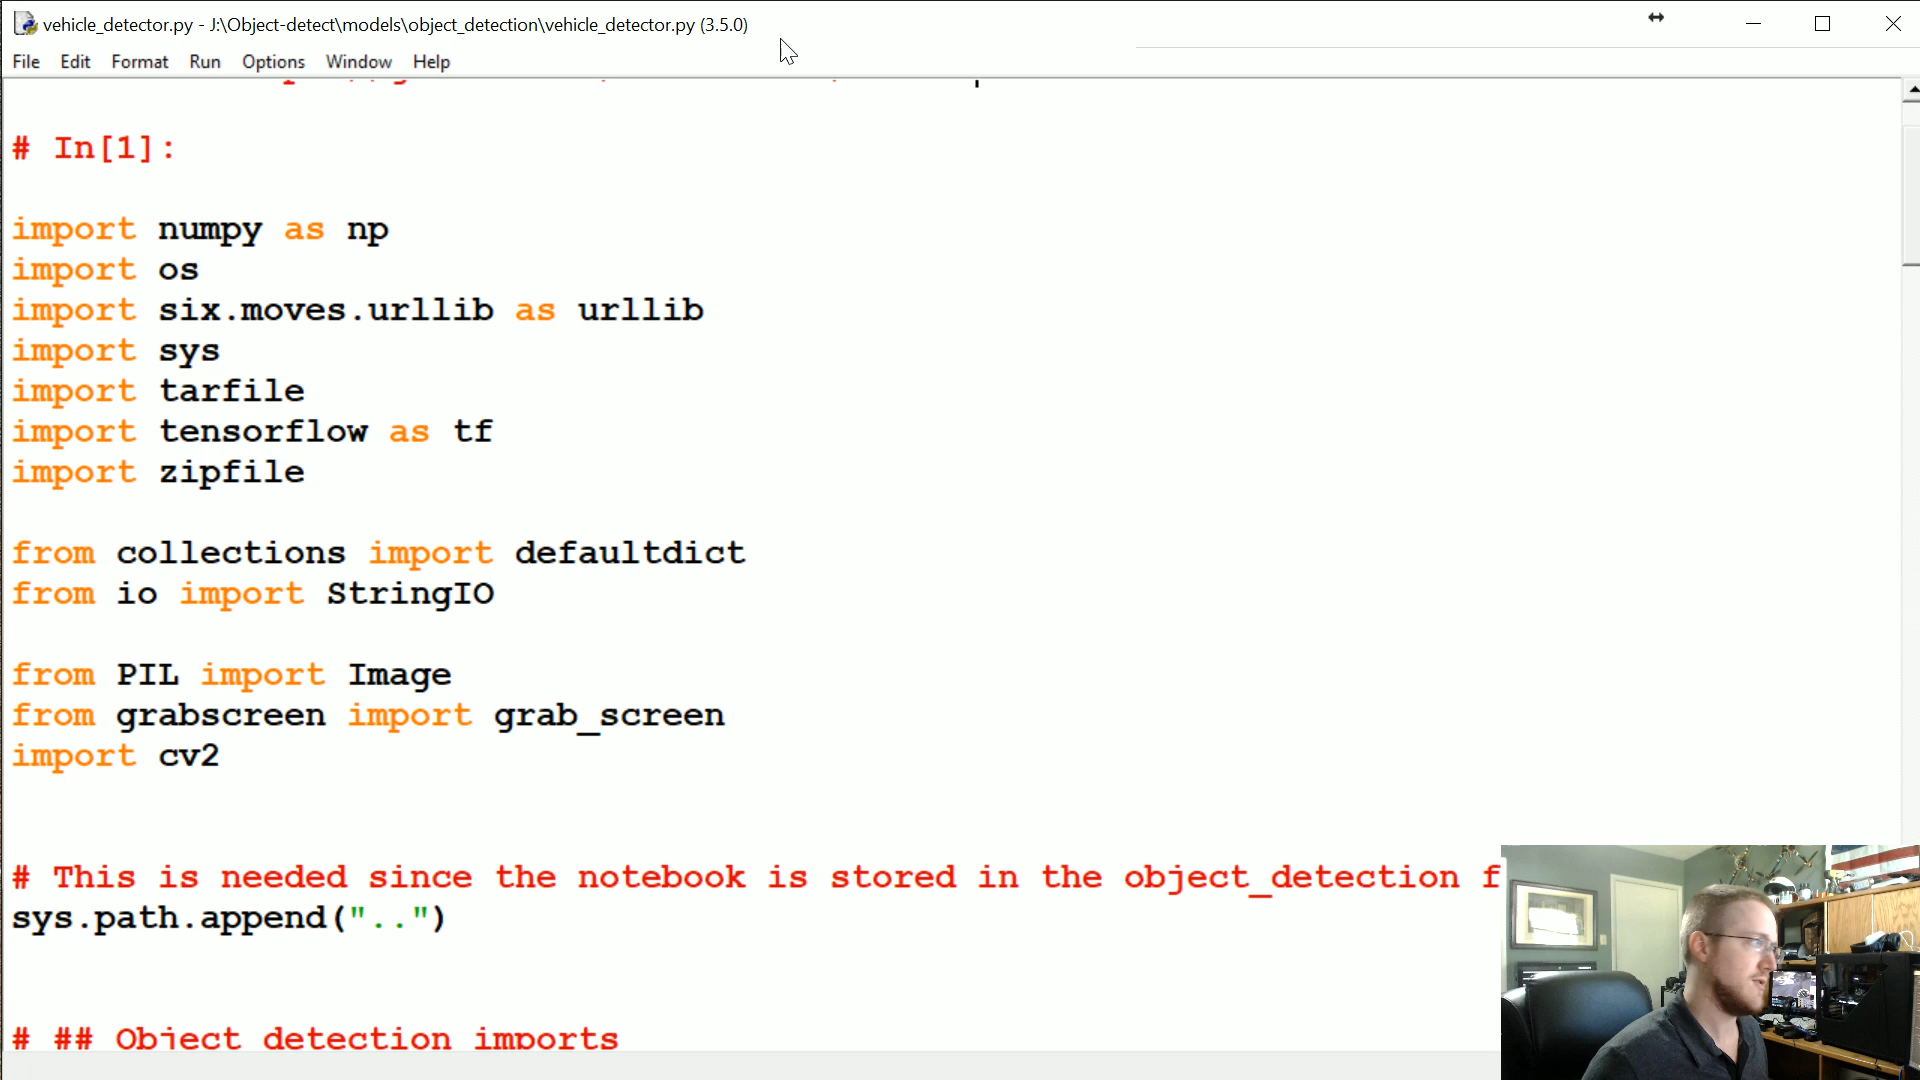 vehicle_detector.py - J:\Object-detect\models\object_detection\vehicle_detector.py (3.5.0)
File Edit Format Run Options Window Help
# In[1]:
import numpy as np
import os
import six.moves.urllib as urllib
import sys
import tarfile
import tensorflow as tf
import zipfile
from collections import defaultdict
from io import StringIO
from PIL import Image
from grabscreen import grab_screen
import cv2
# This is needed since the notebook is stored in the object_detection f
sys.path.append("..")
# ## Object detection imports